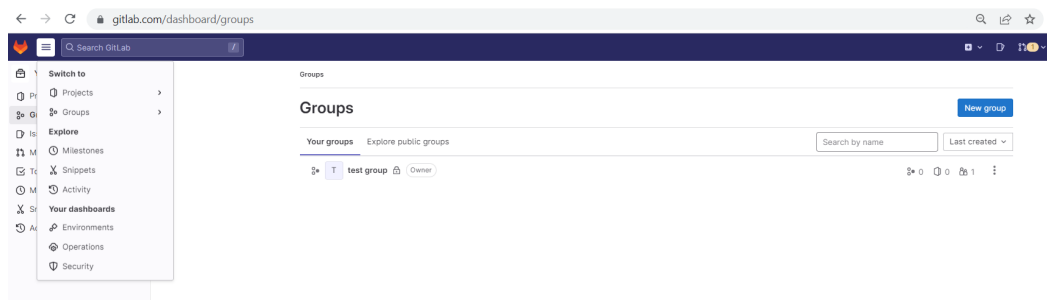 gitlab.com/dashboard/groups
Search GitLab /
1
Switch to
Projects
Groups
Explore
Milestones
Snippets
Activity
Your dashboards
Environments
Operations
Security
Groups
Groups
New group
Your groups Explore public groups
Search by name
Last created
T test group Owner
0 0 1